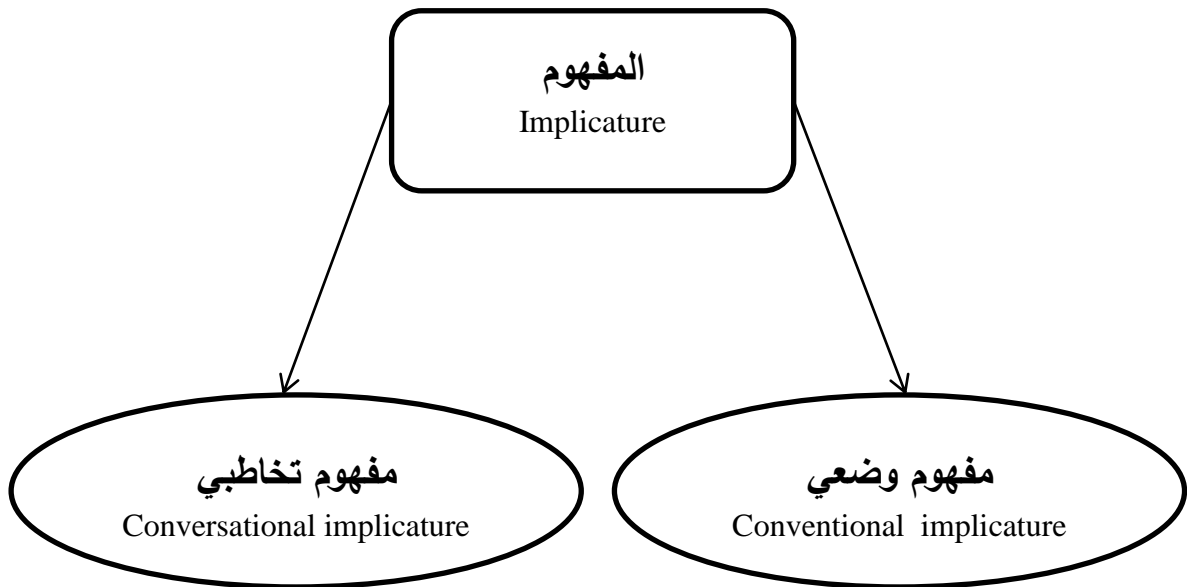 المفهوم
Implicature
مفهوم وضعي
Conventional implicature
مفهوم تخاطبي
Conversational implicature